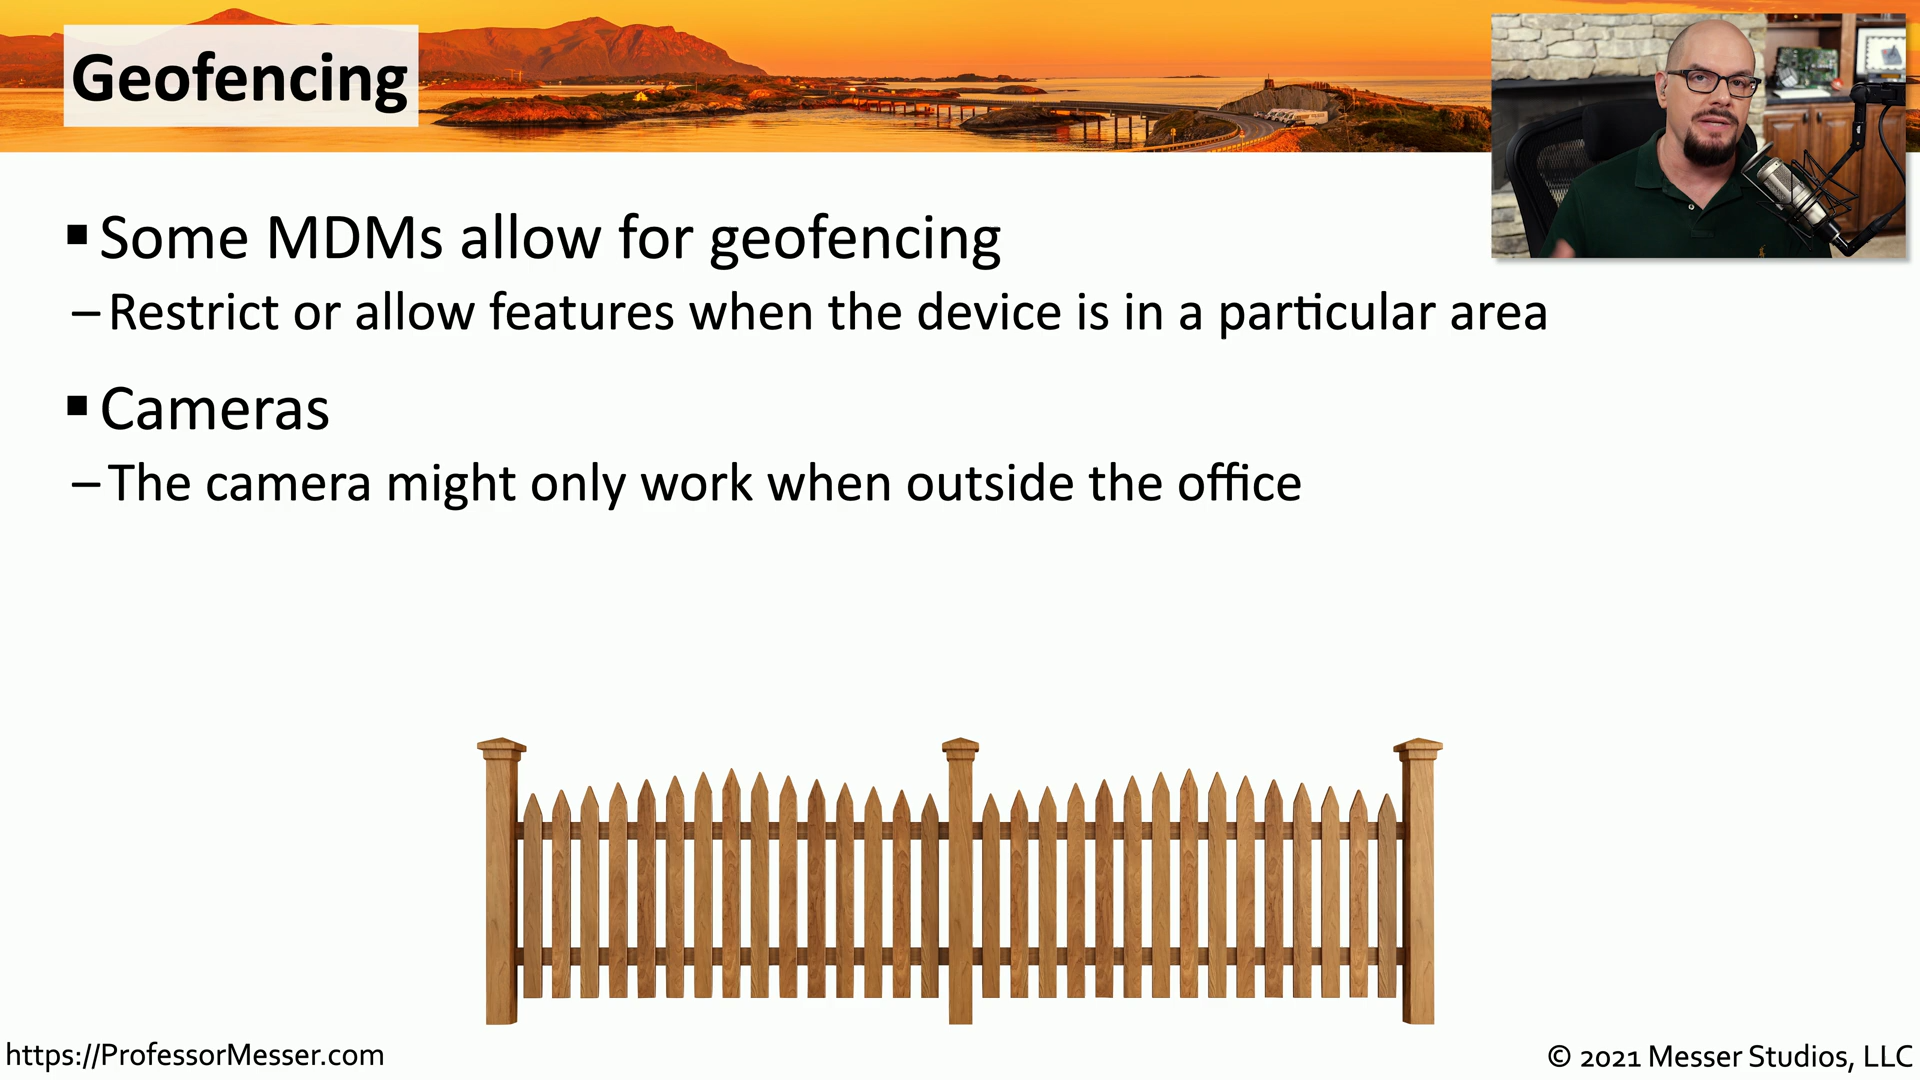 Geofencing
▪ Some MDMs allow for geofencing
– Restrict or allow features when the device is in a particular area
▪ Cameras
– The camera might only work when outside the office
https://ProfessorMesser.com
© 2021 Messer Studios, LLC